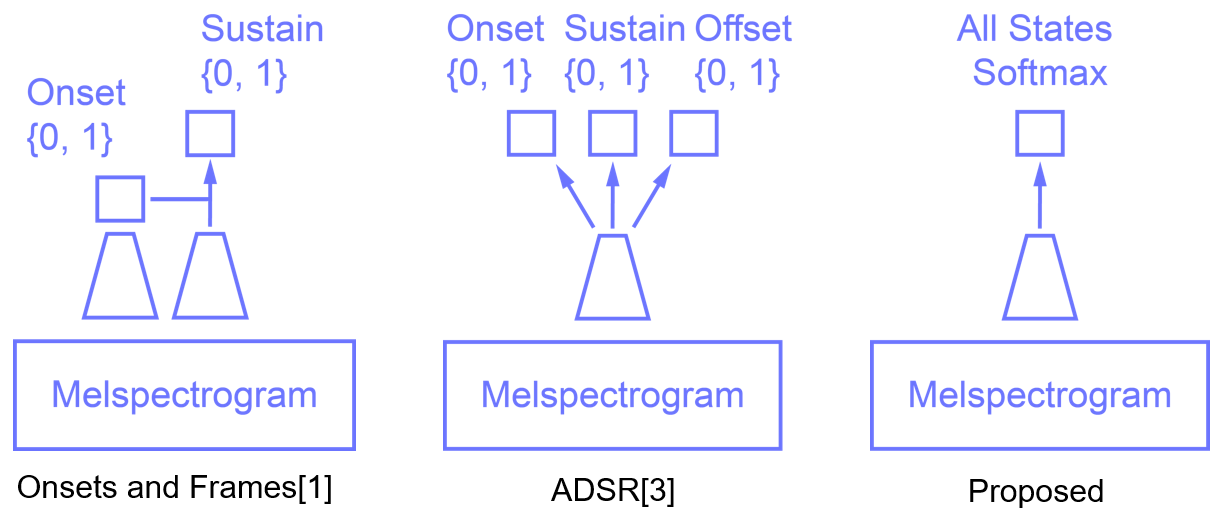 Sustain
{0, 1}
Onset
{0, 1}
Melspectrogram
Onsets and Frames[1]
Onset Sustain Offset
{0, 1} {0, 1} {0, 1}
Melspectrogram
ADSR[3]
All States
Softmax
Melspectrogram
Proposed